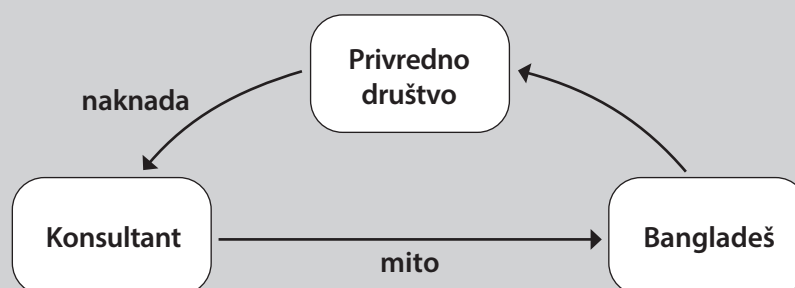 Privredno
društvo
naknada
Konsultant
Bangladeš
mito